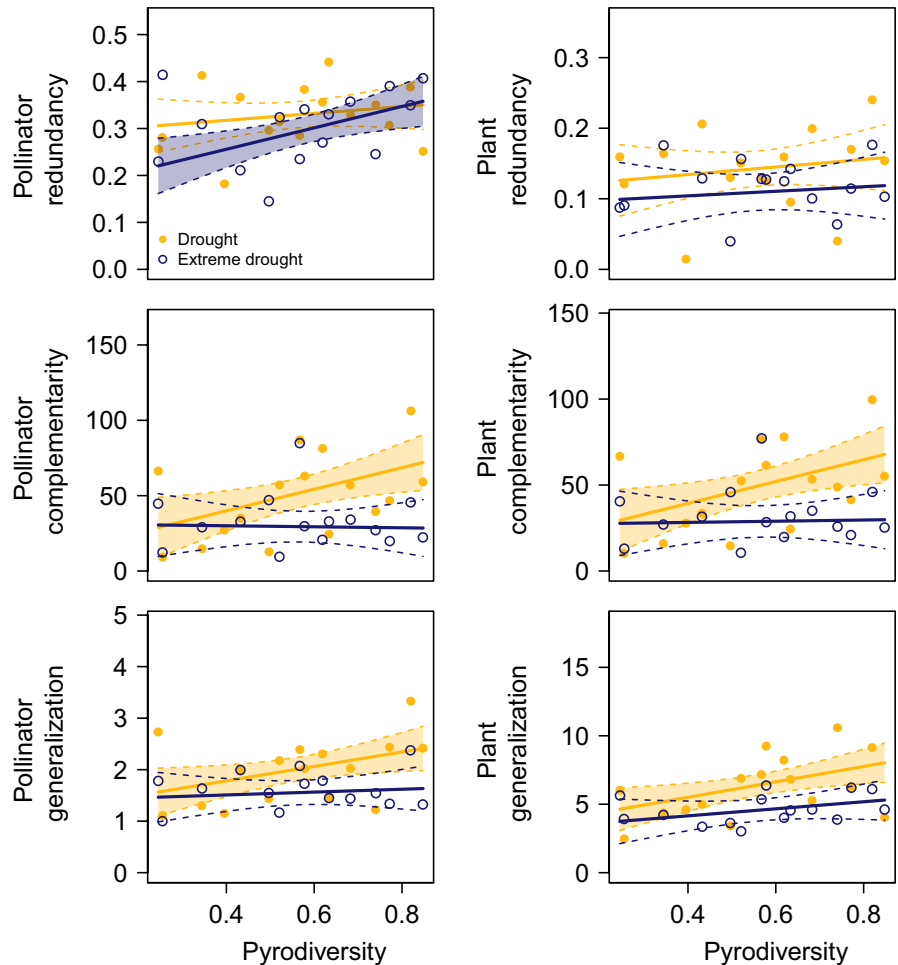 Pollinator
redundancy
0.5
0.4
0.3
0.2
0.1
0.0
Drought
Extreme drought
Plant
redundancy
0.3
0.2
0.1
0.0
Pollinator
complementarity
150
100
50
0
Plant
complementarity
150
100
50
0
Pollinator
generalization
5
4
3
2
1
0
0.4 0.6 0.8
Pyrodiversity
Plant
generalization
15
10
5
0
0.4 0.6 0.8
Pyrodiversity